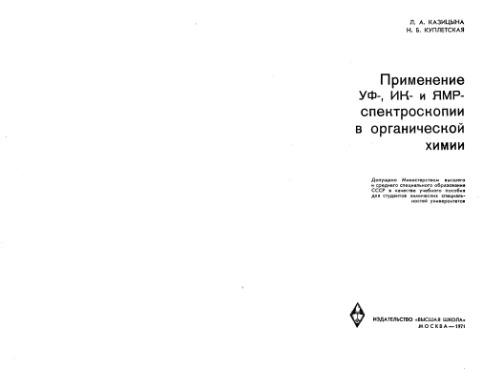 Л. А. КАЗИЦЫНА
Н. Б. КУПЛЕТСКАЯ
Применение
УФ-, ИК- и ЯМР-
спектроскопии
в органической
химии
Допущено Министерством высшего
и среднего специального образования
СССР в качестве учебного пособия
для студентов химических специаль-
ностей университетов
ИЗДАТЕЛЬСТВО «ВЫСШАЯ ШКОЛА»
МОСКВА—1971